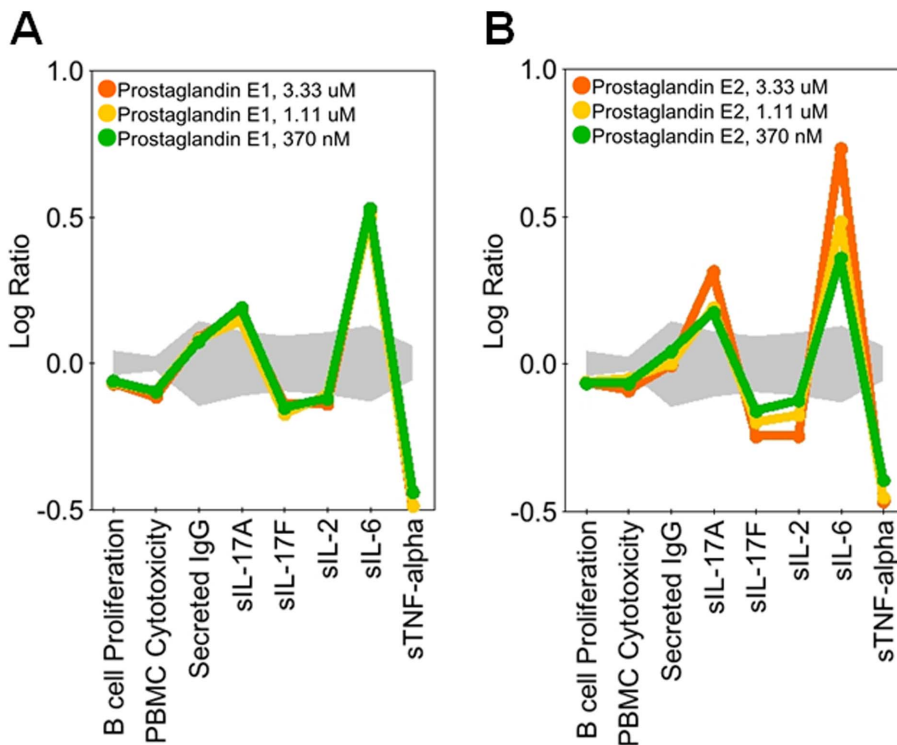 A
1.0
Prostaglandin E1, 3.33 uM
Prostaglandin E1, 1.11 uM
Prostaglandin E1, 370 nM
0.5
0.0
-0.5
Log Ratio
B cell Proliferation
PBMC Cytotoxicity
Secreted IgG
sIL-17A
sIL-17F
sIL-2
sIL-6
sTNF-alpha
B
1.0
Prostaglandin E2, 3.33 uM
Prostaglandin E2, 1.11 uM
Prostaglandin E2, 370 nM
0.5
0.0
-0.5
Log Ratio
B cell Proliferation
PBMC Cytotoxicity
Secreted IgG
sIL-17A
sIL-17F
sIL-2
sIL-6
sTNF-alpha